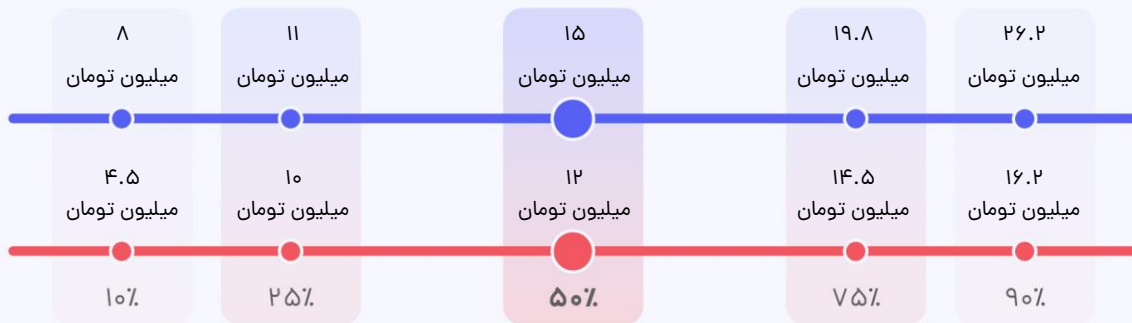 ۸ ۱۱ ۱۵ ۱۹.۸ ۲۶.۲
میلیون تومان میلیون تومان میلیون تومان میلیون تومان میلیون تومان
۴.۵ ۱۰ ۱۲ ۱۴.۵ ۱۶.۲
میلیون تومان میلیون تومان میلیون تومان میلیون تومان میلیون تومان
۱۰٪ ۲۵٪ ۵۰٪ ۷۵٪ ۹۰٪